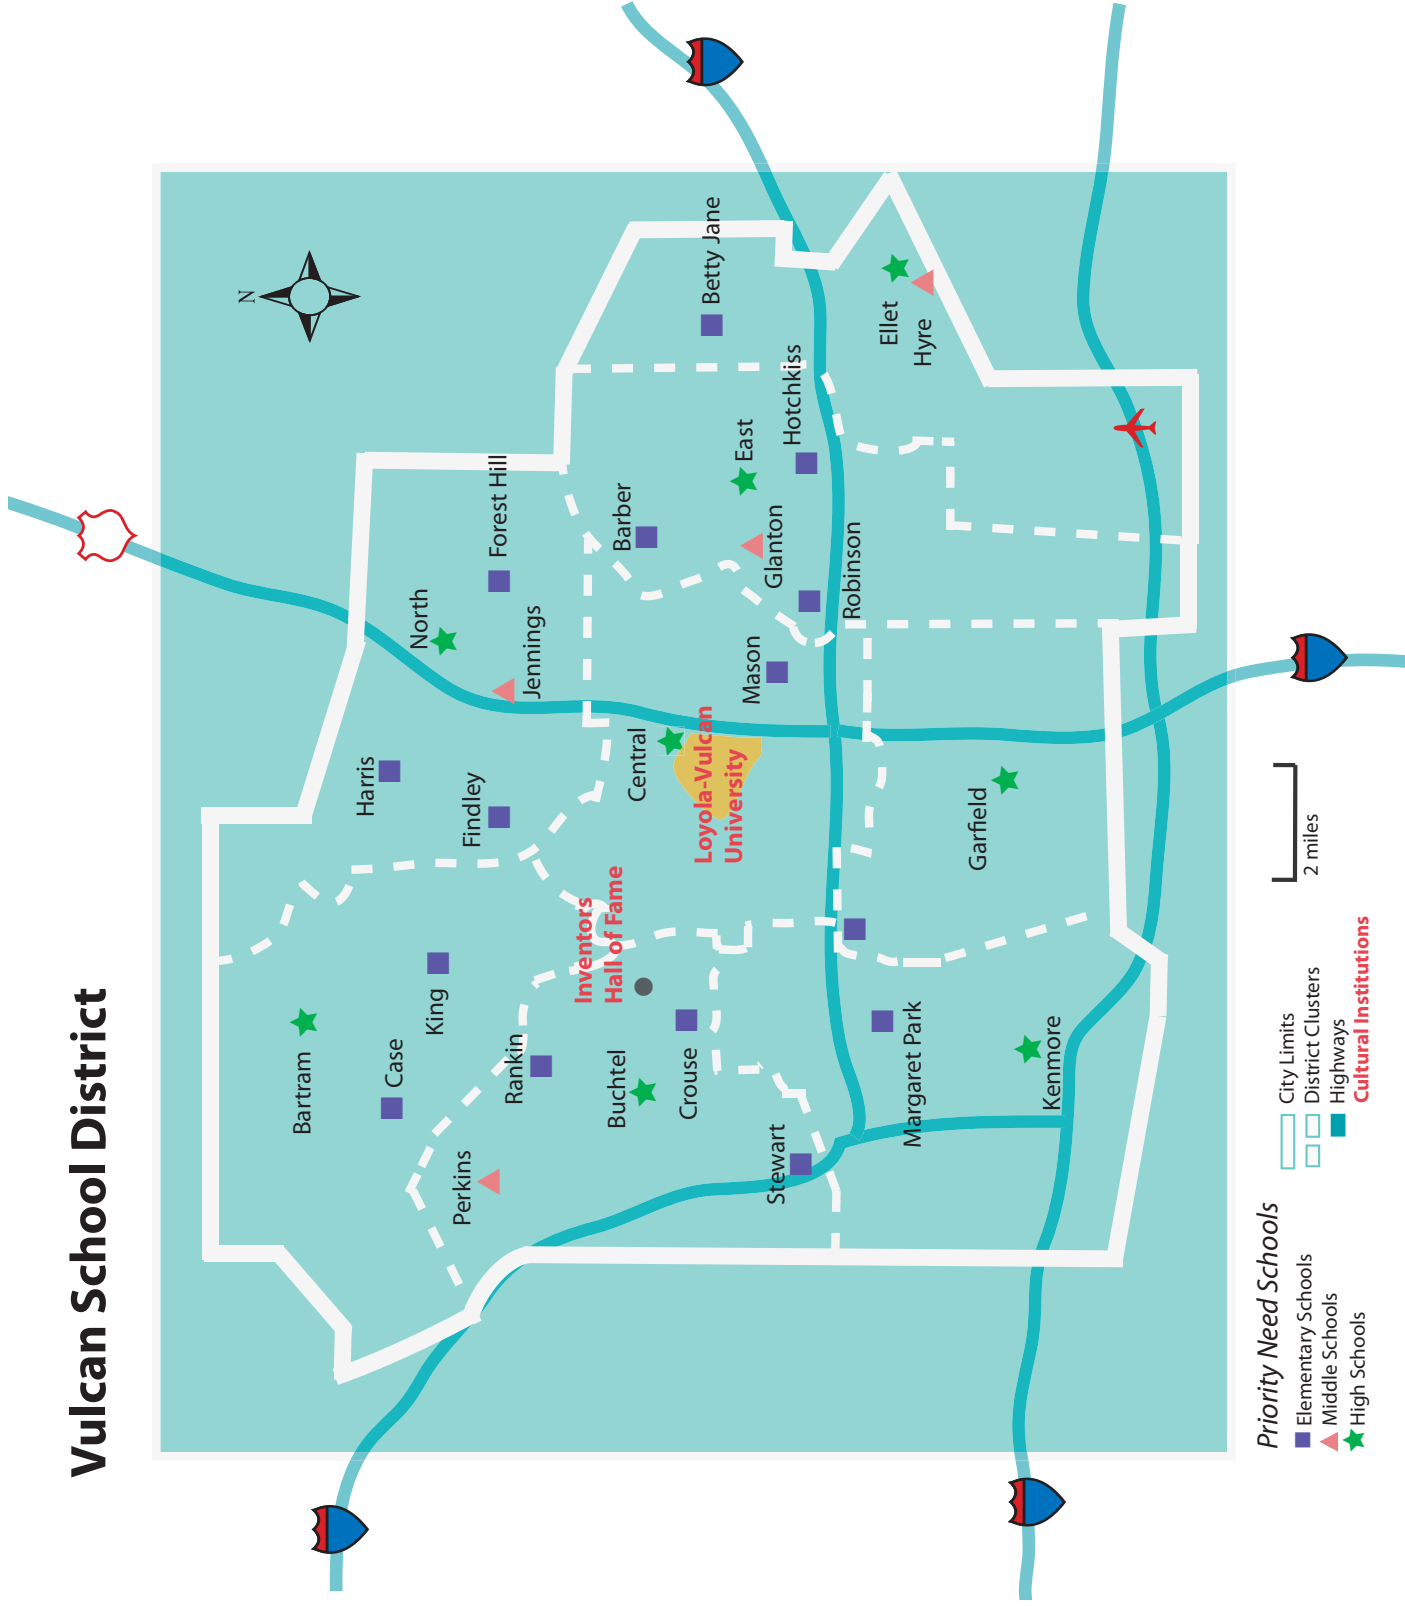 Vulcan School District
N
Bartram
Case
King
Harris
North
Forest Hill
Perkins
Rankin
Findley
Jennings
Inventors
Hall of Fame
Buchtel
Crouse
Central
Barber
Loyola-Vulcan
University
Mason
Glanton
East
Betty Jane
Hotchkiss
Stewart
Robinson
Ellet
Hyre
Margaret Park
Garfield
Kenmore
2 miles
Priority Need Schools
Elementary Schools
Middle Schools
High Schools
City Limits
District Clusters
Highways
Cultural Institutions